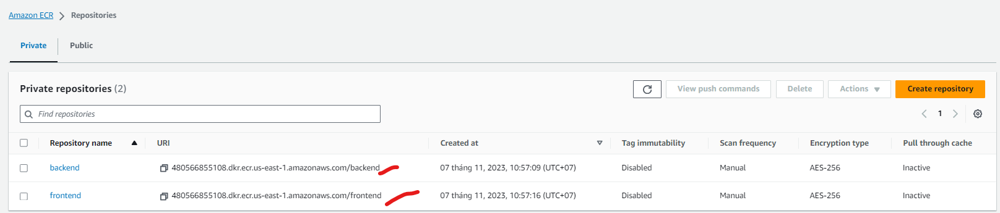 Amazon ECR > Repositories
Private Public
Private repositories (2) View push commands Delete Actions Create repository
Find repositories 1
Repository name URI Created at Tag immutability Scan frequency Encryption type Pull through cache
backend 480566855108.dkr.ecr.us-east-1.amazonaws.com/backend 07 tháng 11, 2023, 10:57:09 (UTC+07) Disabled Manual AES-256 Inactive
frontend 480566855108.dkr.ecr.us-east-1.amazonaws.com/frontend 07 tháng 11, 2023, 10:57:16 (UTC+07) Disabled Manual AES-256 Inactive